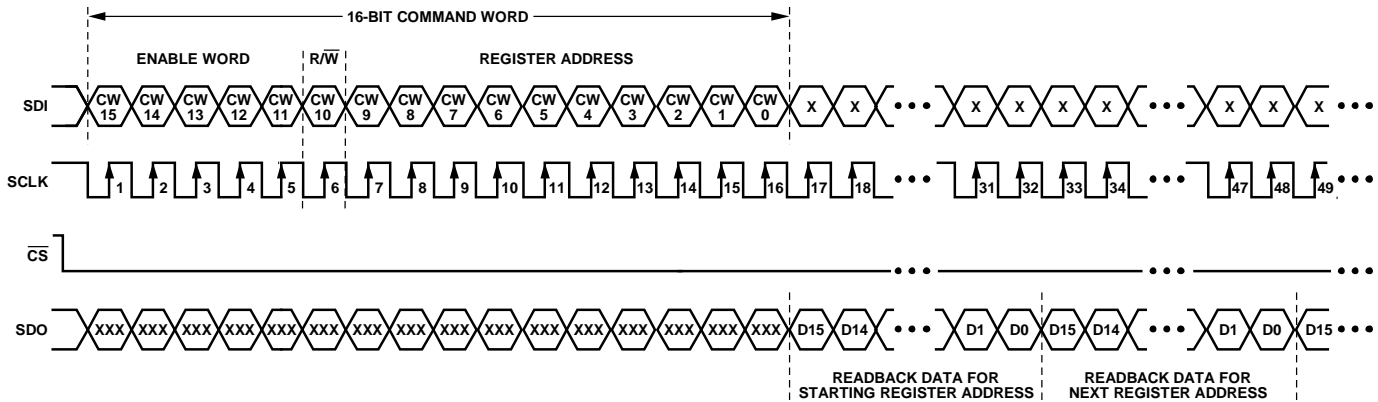 16-BIT COMMAND WORD
ENABLE WORD R/W̅ REGISTER ADDRESS
SDI CW 15 CW 14 CW 13 CW 12 CW 11 CW 10 CW 9 CW 8 CW 7 CW 6 CW 5 CW 4 CW 3 CW 2 CW 1 CW 0 X X X X X X X X X
SCLK 1 2 3 4 5 6 7 8 9 10 11 12 13 14 15 16 17 18 31 32 33 34 47 48 49
C̅S̅
SDO XXX XXX XXX XXX XXX XXX XXX XXX XXX XXX XXX XXX XXX XXX XXX XXX D15 D14 D1 D0 D15 D14 D1 D0 D15
READBACK DATA FOR STARTING REGISTER ADDRESS
READBACK DATA FOR NEXT REGISTER ADDRESS